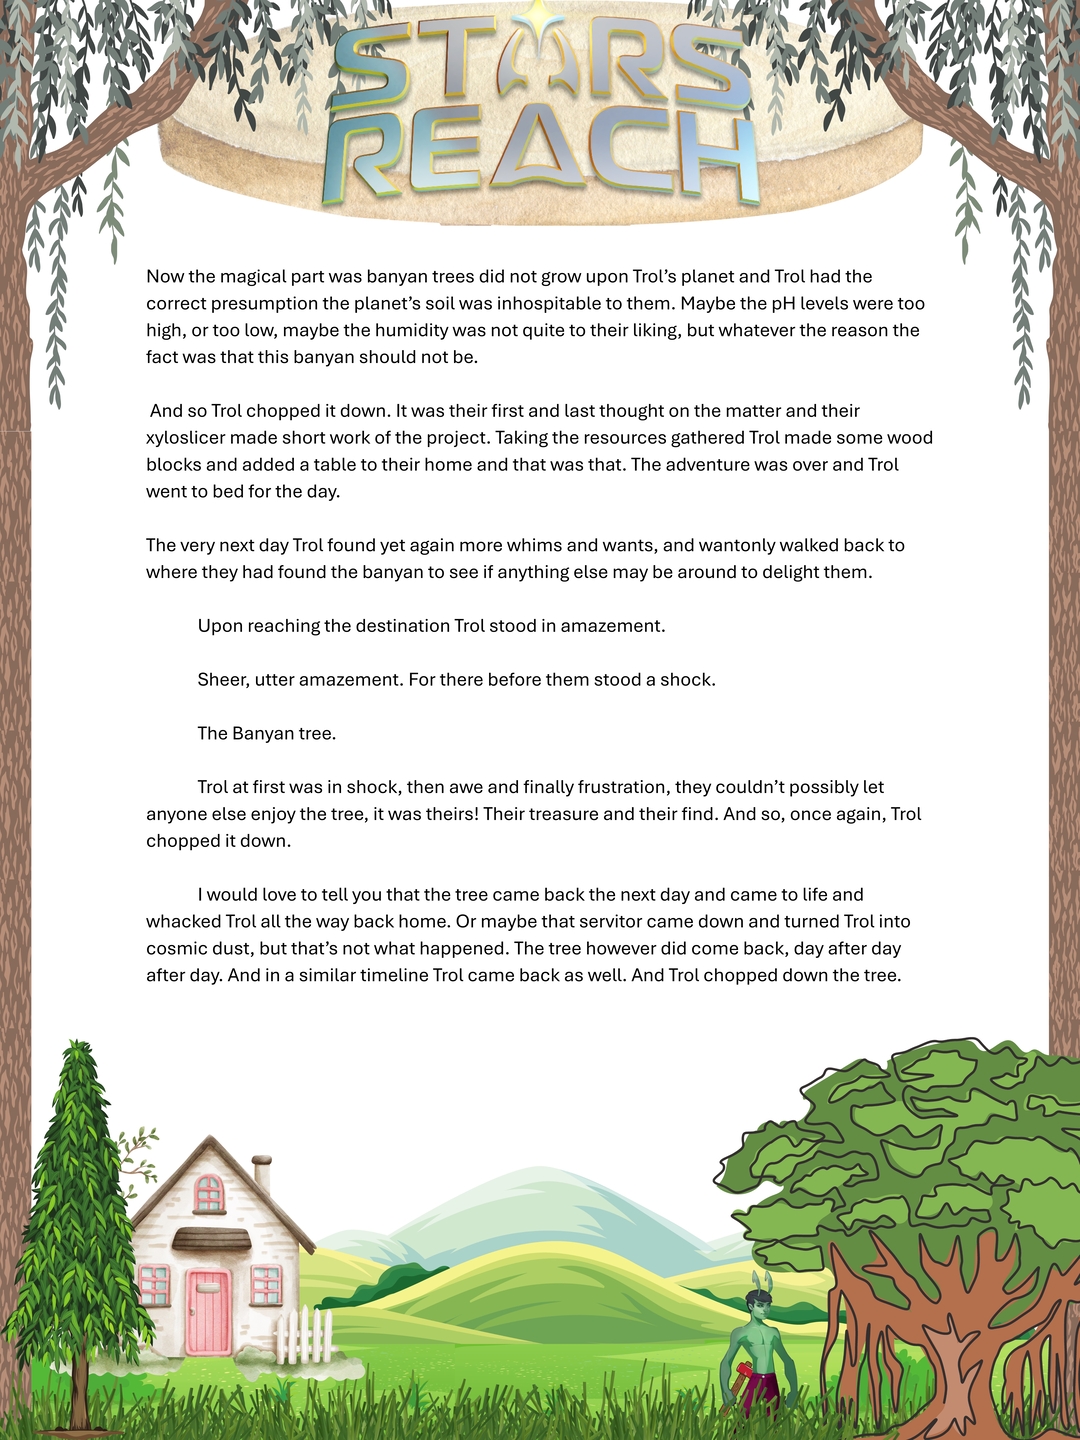 STARS
REACH
Now the magical part was banyan trees did not grow upon Trol’s planet and Trol had the
correct presumption the planet’s soil was inhospitable to them. Maybe the pH levels were too
high, or too low, maybe the humidity was not quite to their liking, but whatever the reason the
fact was that this banyan should not be.
And so Trol chopped it down. It was their first and last thought on the matter and their
xyloslicer made short work of the project. Taking the resources gathered Trol made some wood
blocks and added a table to their home and that was that. The adventure was over and Trol
went to bed for the day.
The very next day Trol found yet again more whims and wants, and wantonly walked back to
where they had found the banyan to see if anything else may be around to delight them.
Upon reaching the destination Trol stood in amazement.
Sheer, utter amazement. For there before them stood a shock.
The Banyan tree.
Trol at first was in shock, then awe and finally frustration, they couldn’t possibly let
anyone else enjoy the tree, it was theirs! Their treasure and their find. And so, once again, Trol
chopped it down.
I would love to tell you that the tree came back the next day and came to life and
whacked Trol all the way back home. Or maybe that servitor came down and turned Trol into
cosmic dust, but that’s not what happened. The tree however did come back, day after day
after day. And in a similar timeline Trol came back as well. And Trol chopped down the tree.